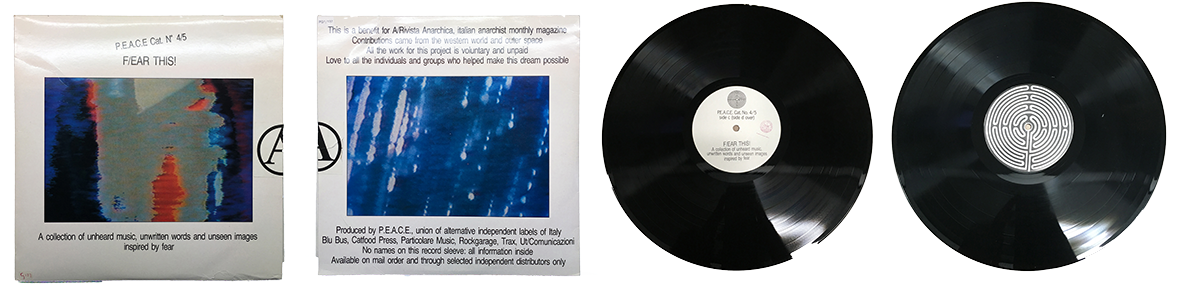 P.E.A.C.E Cat. N° 4/5
F/EAR THIS!
A collection of unheard music, unwritten words and unseen images
inspired by fear
This is a benefit for A/Rivista Anarchica, italian anarchist monthly magazine
Contributions came from the western world and outer space
All the work for this project is voluntary and unpaid
Love to all the individuals and groups who helped make this dream possible
Produced by P.E.A.C.E., union of alternative independent labels of Italy
Blu Bus, Catfood Press, Particolare Music, Rockgarage, Trax, Ut/Comunicazioni
No names on this record sleeve: all information inside
Available on mail order and through selected independent distributors only
P.E.A.C.E. Cat. No. 4/5
side c (side d over)
F/EAR THIS!
A collection of unheard music,
unwritten words and unseen images
inspired by fear